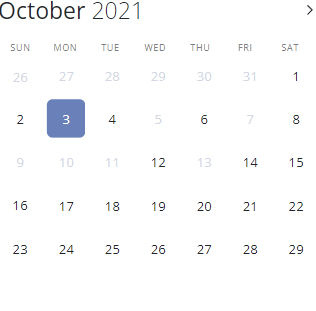 October 2021
SUN MON TUE WED THU FRI SAT
26 27 28 29 30 31 1
2 3 4 5 6 7 8
9 10 11 12 13 14 15
16 17 18 19 20 21 22
23 24 25 26 27 28 29